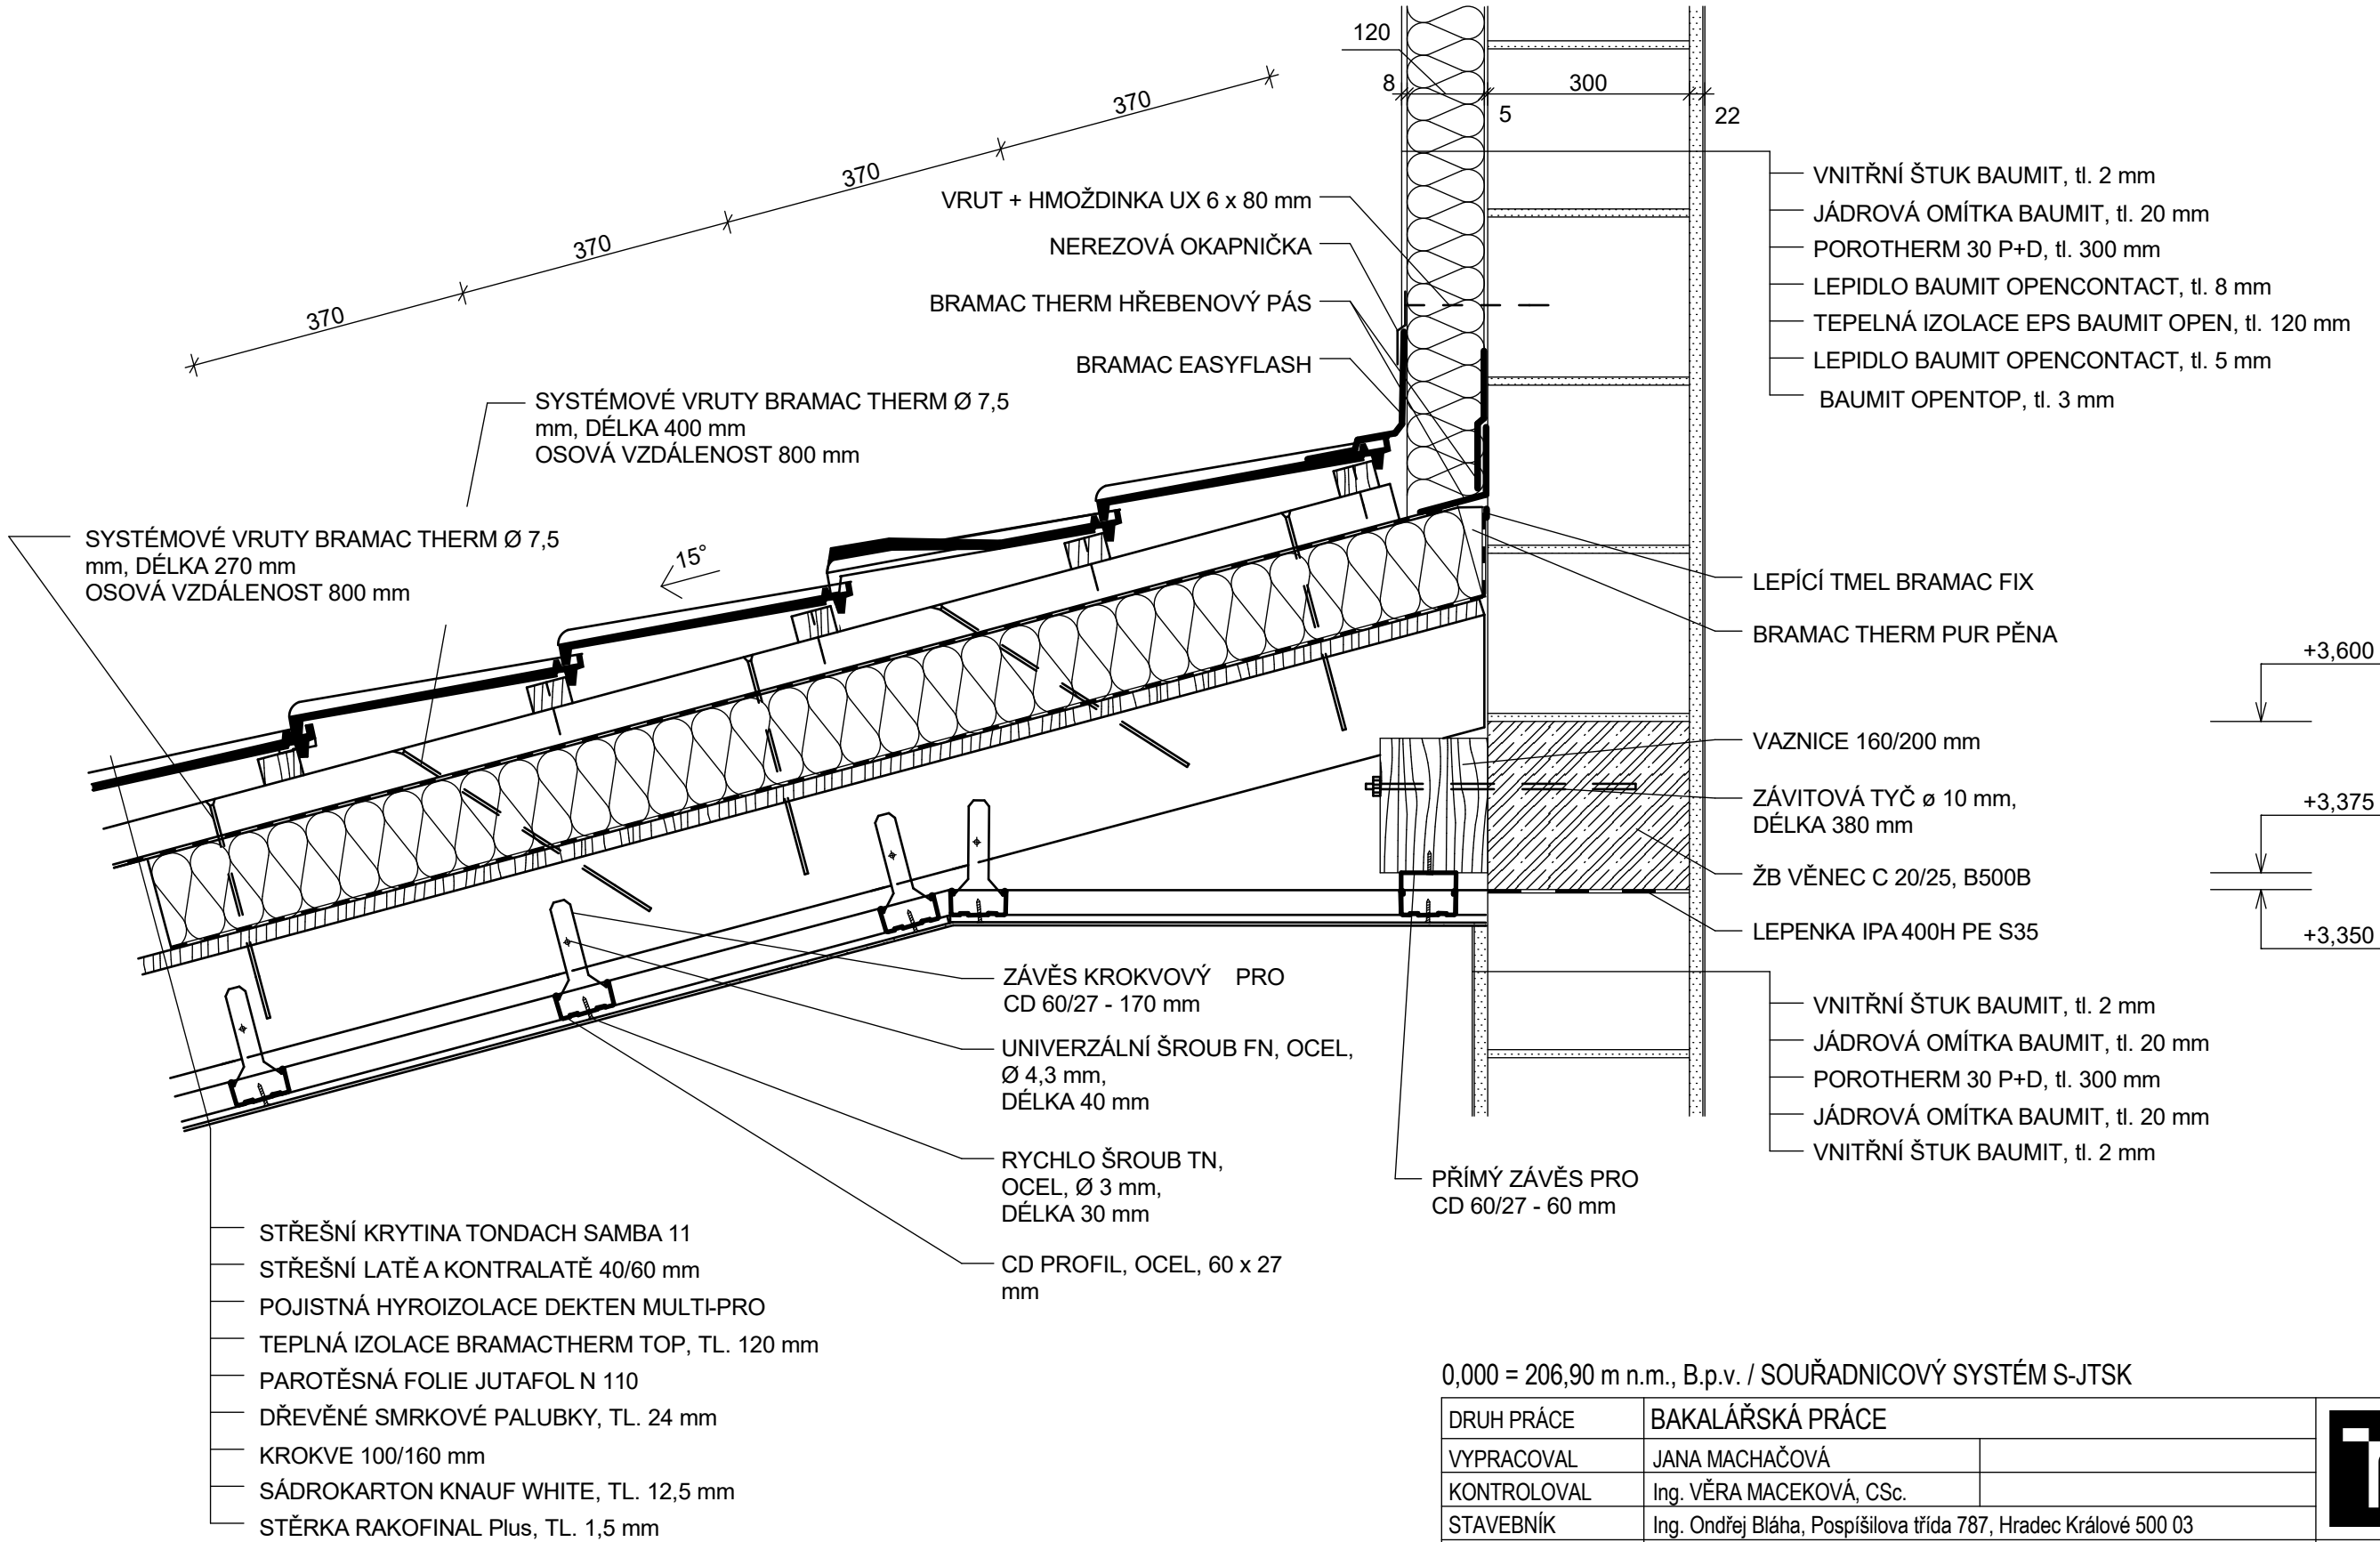 120
8
300
5
22
370
370
370
370
VRUT + HMOŽDINKA UX 6 x 80 mm
NEREZOVÁ OKAPNIČKA
BRAMAC THERM HŘEBENOVÝ PÁS
BRAMAC EASYFLASH
VNITŘNÍ ŠTUK BAUMIT, tl. 2 mm
JÁDROVÁ OMÍTKA BAUMIT, tl. 20 mm
POROTHERM 30 P+D, tl. 300 mm
LEPIDLO BAUMIT OPENCONTACT, tl. 8 mm
TEPELNÁ IZOLACE EPS BAUMIT OPEN, tl. 120 mm
LEPIDLO BAUMIT OPENCONTACT, tl. 5 mm
BAUMIT OPENTOP, tl. 3 mm
SYSTÉMOVÉ VRUTY BRAMAC THERM Ø 7,5
mm, DÉLKA 400 mm
OSOVÁ VZDÁLENOST 800 mm
SYSTÉMOVÉ VRUTY BRAMAC THERM Ø 7,5
mm, DÉLKA 270 mm
OSOVÁ VZDÁLENOST 800 mm
15°
LEPÍCÍ TMEL BRAMAC FIX
BRAMAC THERM PUR PĚNA
VAZNICE 160/200 mm
ZÁVITOVÁ TYČ ø 10 mm,
DÉLKA 380 mm
ŽB VĚNEC C 20/25, B500B
LEPENKA IPA 400H PE S35
+3,600
+3,375
+3,350
VNITŘNÍ ŠTUK BAUMIT, tl. 2 mm
JÁDROVÁ OMÍTKA BAUMIT, tl. 20 mm
POROTHERM 30 P+D, tl. 300 mm
JÁDROVÁ OMÍTKA BAUMIT, tl. 20 mm
VNITŘNÍ ŠTUK BAUMIT, tl. 2 mm
ZÁVĚS KROKVOVÝ PRO
CD 60/27 - 170 mm
UNIVERZÁLNÍ ŠROUB FN, OCEL,
Ø 4,3 mm,
DÉLKA 40 mm
RYCHLO ŠROUB TN,
OCEL, Ø 3 mm,
DÉLKA 30 mm
CD PROFIL, OCEL, 60 x 27
mm
PŘÍMÝ ZÁVĚS PRO
CD 60/27 - 60 mm
STŘEŠNÍ KRYTINA TONDACH SAMBA 11
STŘEŠNÍ LATĚ A KONTRALATĚ 40/60 mm
POJISTNÁ HYROIZOLACE DEKTEN MULTI-PRO
TEPLNÁ IZOLACE BRAMACTHERM TOP, TL. 120 mm
PAROTĚSNÁ FOLIE JUTAFOL N 110
DŘEVĚNÉ SMRKOVÉ PALUBKY, TL. 24 mm
KROKVE 100/160 mm
SÁDROKARTON KNAUF WHITE, TL. 12,5 mm
STĚRKA RAKOFINAL Plus, TL. 1,5 mm
0,000 = 206,90 m n.m., B.p.v. / SOUŘADNICOVÝ SYSTÉM S-JTSK
DRUH PRÁCE BAKALÁŘSKÁ PRÁCE
VYPRACOVAL JANA MACHAČOVÁ
KONTROLOVAL Ing. VĚRA MACEKOVÁ, CSc.
STAVEBNÍK Ing. Ondřej Bláha, Pospíšilova třída 787, Hradec Králové 500 03